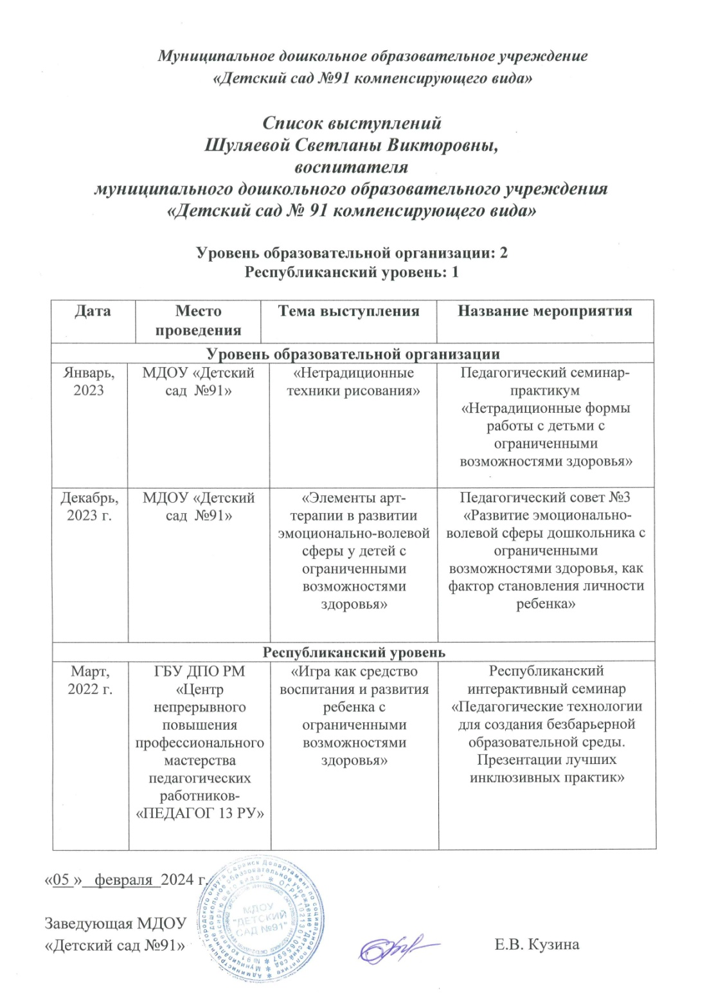 Муниципальное дошкольное образовательное учреждение
«Детский сад №91 компенсирующего вида»
Список выступлений
Шуляевой Светланы Викторовны,
воспитателя
муниципального дошкольного образовательного учреждения
«Детский сад № 91 компенсирующего вида»
Уровень образовательной организации: 2
Республиканский уровень: 1
Дата
Место
проведения
Тема выступления
Название мероприятия
Уровень образовательной организации
Январь,
2023
МДОУ «Детский
сад №91»
«Нетрадиционные
техники рисования»
Педагогический семинар-
практикум
«Нетрадиционные формы
работы с детьми с
ограниченными
возможностями здоровья»
Декабрь,
2023 г.
МДОУ «Детский
сад №91»
«Элементы арт-
терапии в развитии
эмоционально-волевой
сферы у детей с
ограниченными
возможностями
здоровья»
Педагогический совет №3
«Развитие эмоционально-
волевой сферы дошкольника с
ограниченными
возможностями здоровья, как
фактор становления личности
ребенка»
Республиканский уровень
Март,
2022 г.
ГБУ ДПО РМ
«Центр
непрерывного
повышения
профессионального
мастерства
педагогических
работников-
«ПЕДАГОГ 13 РУ»
«Игра как средство
воспитания и развития
ребенка с
ограниченными
возможностями
здоровья»
Республиканский
интерактивный семинар
«Педагогические технологии
для создания безбарьерной
образовательной среды.
Презентации лучших
инклюзивных практик»
«05 » февраля 2024 г.
Заведующая МДОУ
«Детский сад №91»
Е.В. Кузина
МДОУ
"ДЕТСКИЙ
САД №91"